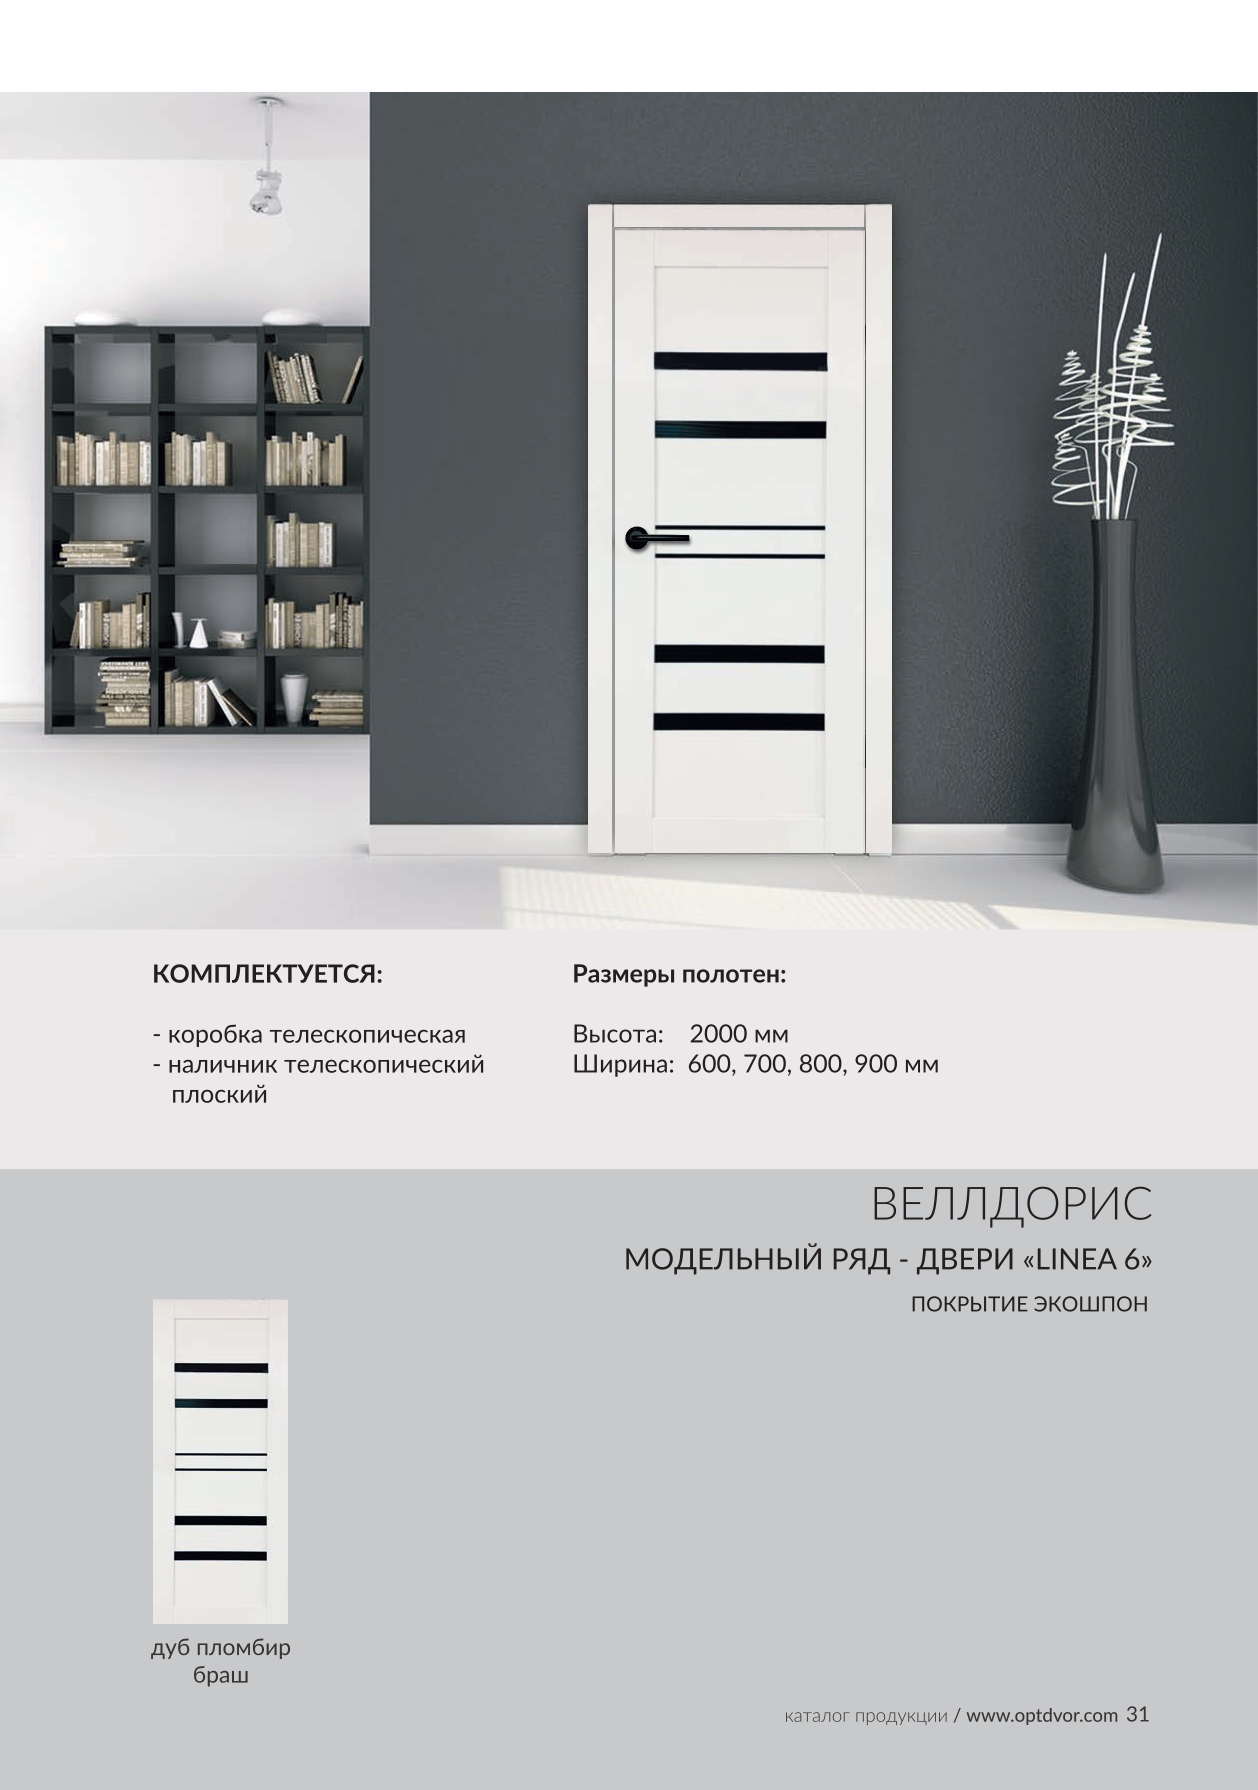 КОМПЛЕКТУЕТСЯ:
- коробка телескопическая
- наличник телескопический
плоский
Размеры полотен:
Высота: 2000 мм
Ширина: 600, 700, 800, 900 мм
ВЕЛЛДОРИС
МОДЕЛЬНЫЙ РЯД - ДВЕРИ «LINEA 6»
ПОКРЫТИЕ ЭКОШПОН
дуб пломбир
браш
каталог продукции / www.optdvor.com 31